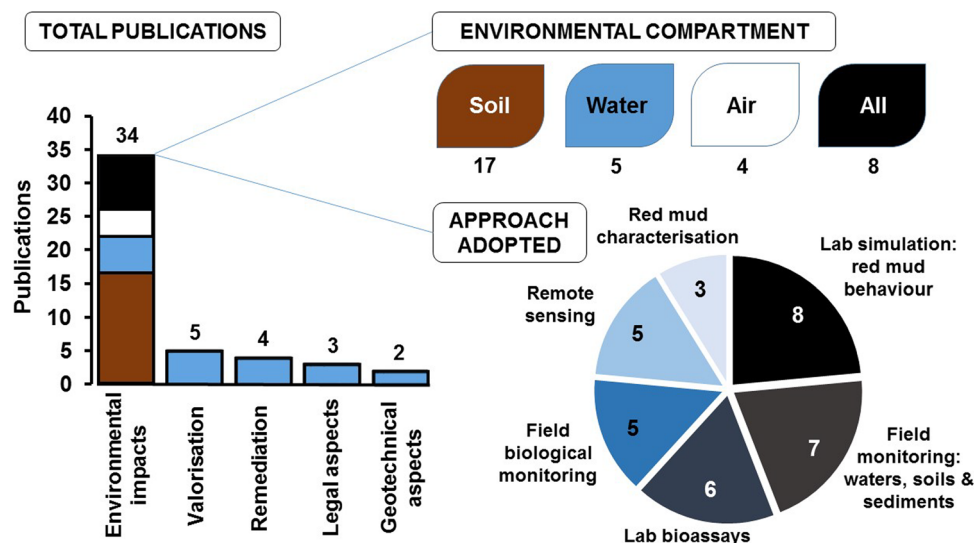 TOTAL PUBLICATIONS
ENVIRONMENTAL COMPARTMENT
Soil
Water
Air
All
17
5
4
8
Publications
40
35
30
25
20
15
10
5
0
34
5
4
3
2
Environmental
impacts
Valorisation
Remediation
Legal aspects
Geotechnical
aspects
APPROACH
ADOPTED
Red mud
characterisation
3
Lab simulation:
red mud
behaviour
8
Remote
sensing
5
Field
biological
monitoring
5
Field
monitoring:
waters, soils &
sediments
7
6
Lab bioassays